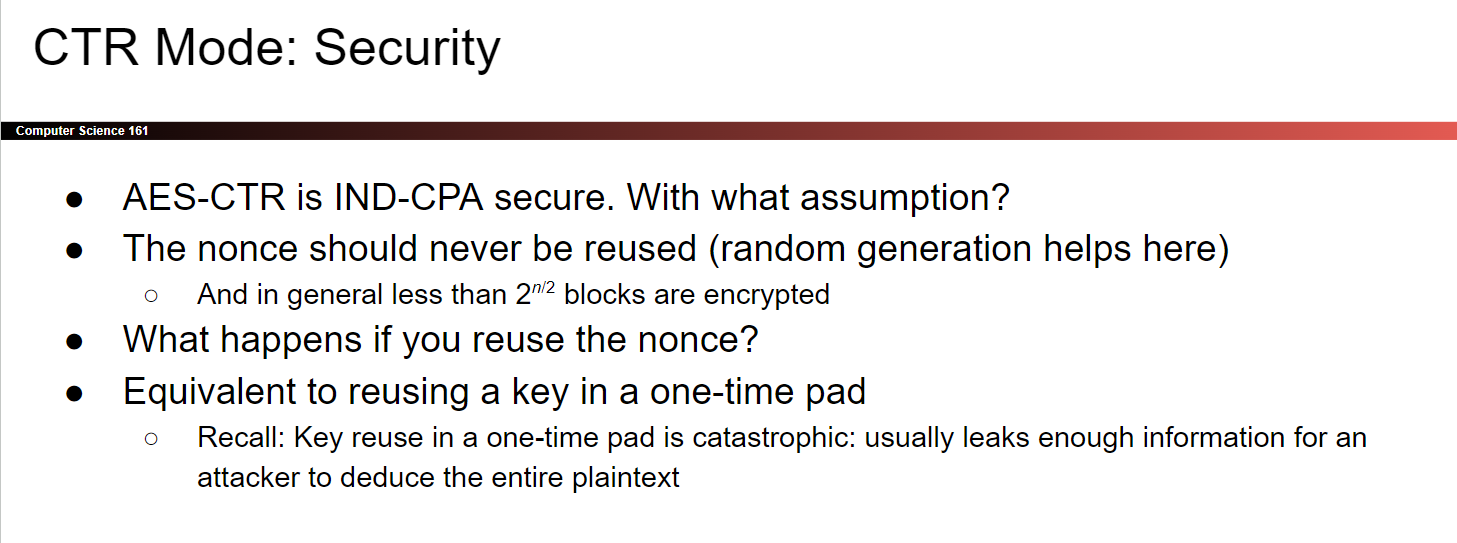 CTR Mode: Security
Computer Science 161
● AES-CTR is IND-CPA secure. With what assumption?
● The nonce should never be reused (random generation helps here)
○ And in general less than 2^{n/2} blocks are encrypted
● What happens if you reuse the nonce?
● Equivalent to reusing a key in a one-time pad
○ Recall: Key reuse in a one-time pad is catastrophic: usually leaks enough information for an
attacker to deduce the entire plaintext